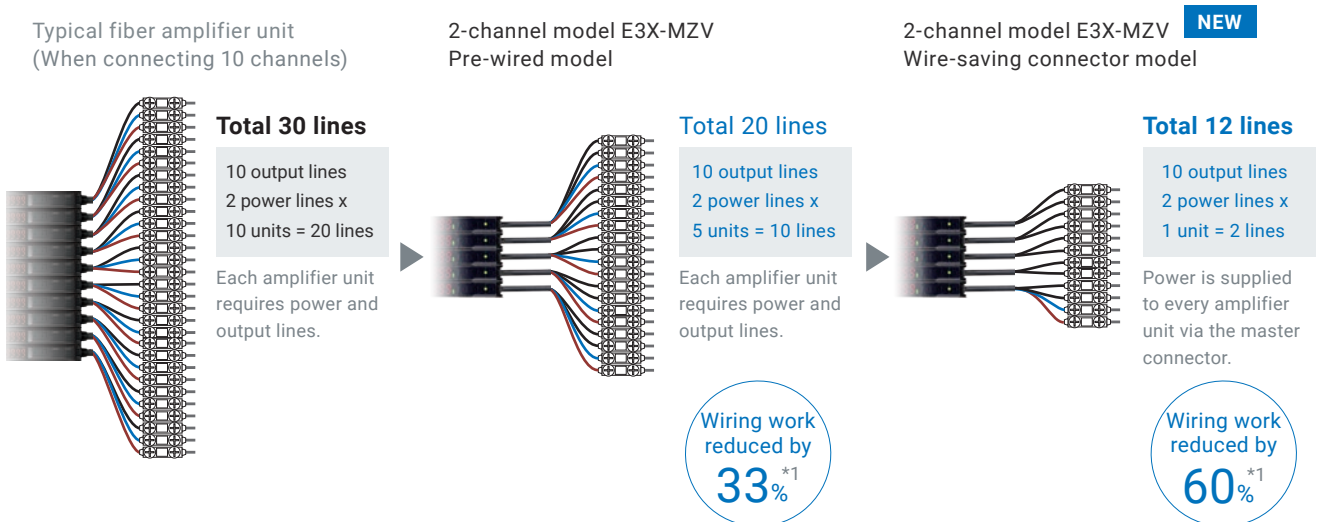 Typical fiber amplifier unit
(When connecting 10 channels)
Total 30 lines
10 output lines
2 power lines x
10 units = 20 lines
Each amplifier unit
requires power and
output lines.
2-channel model E3X-MZV
Pre-wired model
Total 20 lines
10 output lines
2 power lines x
5 units = 10 lines
Each amplifier unit
requires power and
output lines.
Wiring work
reduced by
33%*1
2-channel model E3X-MZV NEW
Wire-saving connector model
Total 12 lines
10 output lines
2 power lines x
1 unit = 2 lines
Power is supplied
to every amplifier
unit via the master
connector.
Wiring work
reduced by
60%*1